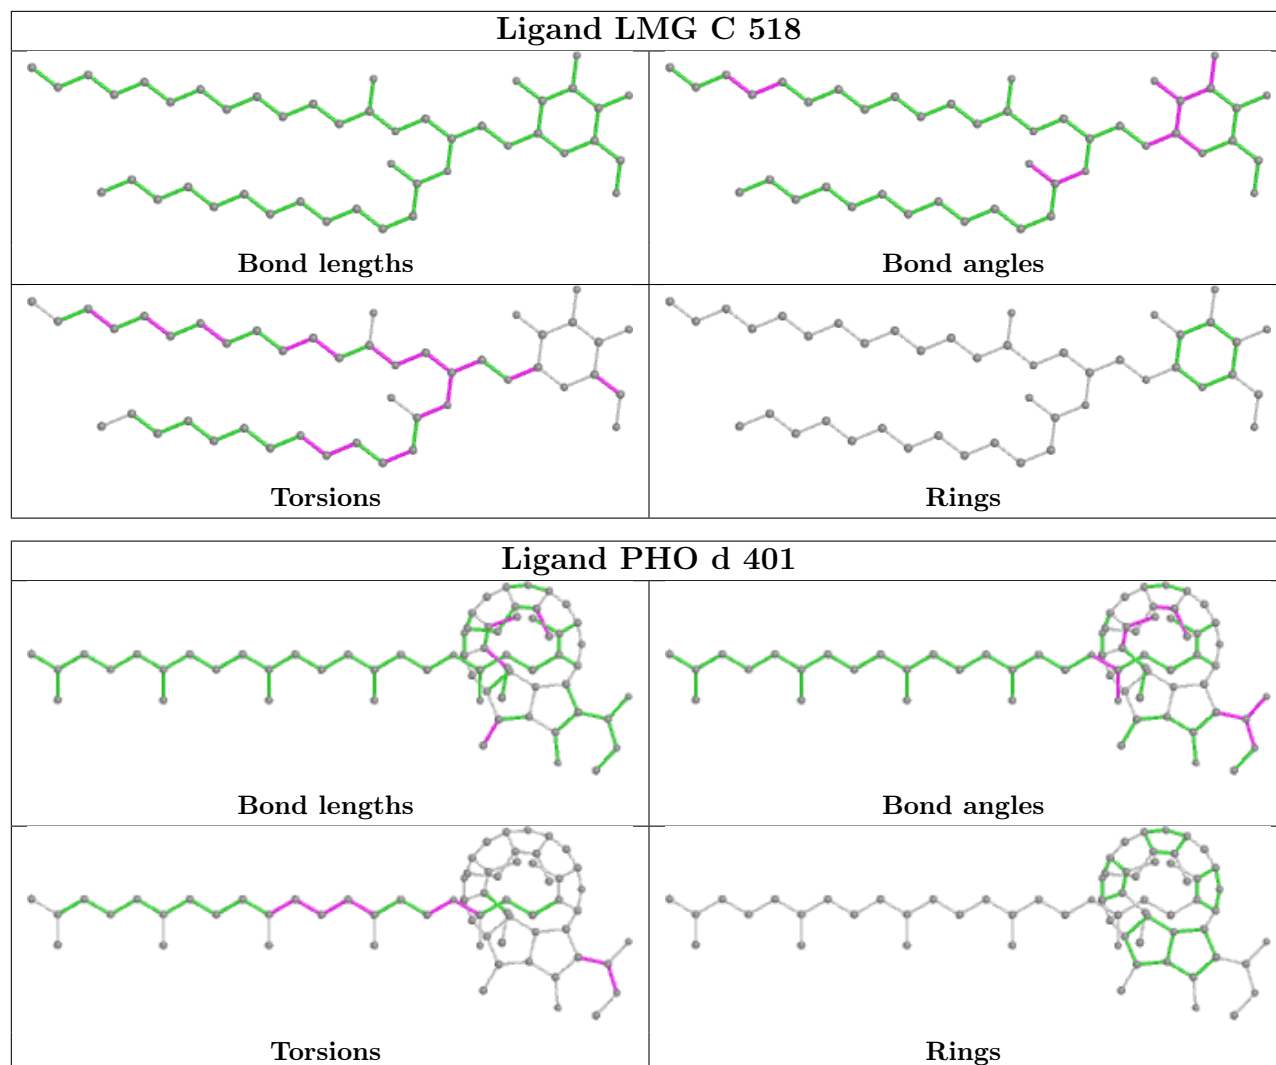 Ligand LMG C 518
Bond lengths
Bond angles
Torsions
Rings
Ligand PHO d 401
Bond lengths
Bond angles
Torsions
Rings